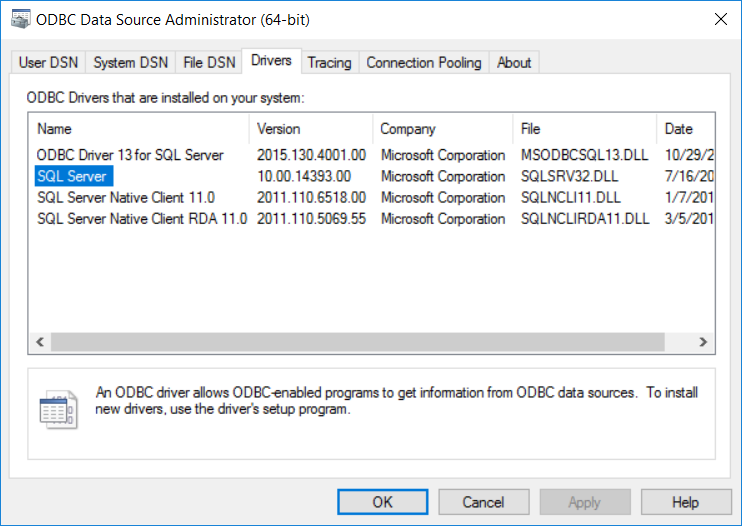 ODBC Data Source Administrator (64-bit)
User DSN System DSN File DSN Drivers Tracing Connection Pooling About
ODBC Drivers that are installed on your system:
Name Version Company File Date
ODBC Driver 13 for SQL Server 2015.130.4001.00 Microsoft Corporation MSODBCSQL13.DLL 10/29/2
SQL Server 10.00.14393.00 Microsoft Corporation SQLSRV32.DLL 7/16/20
SQL Server Native Client 11.0 2011.110.6518.00 Microsoft Corporation SQLNCLI11.DLL 1/7/201
SQL Server Native Client RDA 11.0 2011.110.5069.55 Microsoft Corporation SQLNCLIRDA11.DLL 3/5/201
An ODBC driver allows ODBC-enabled programs to get information from ODBC data sources. To install
new drivers, use the driver's setup program.
OK Cancel Apply Help